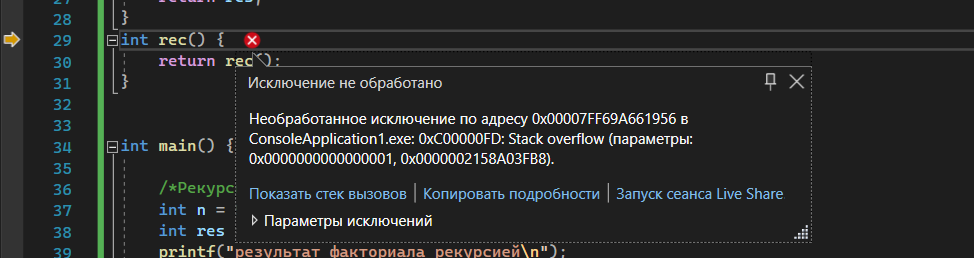 27 return res;
28 }
29 int rec() {
30 return rec();
31 }
Исключение не обработано
Необработанное исключение по адресу 0x00007FF69A661956 в
ConsoleApplication1.exe: 0xC00000FD: Stack overflow (параметры:
0x0000000000000001, 0x0000002158A03FB8).
Показать стек вызовов | Копировать подробности | Запуск сеанса Live Share
Параметры исключений
33
34 int main() {
35
36 /*Рекурс
37 int n =
38 int res
39 printf("результат факториала рекурсией\n");